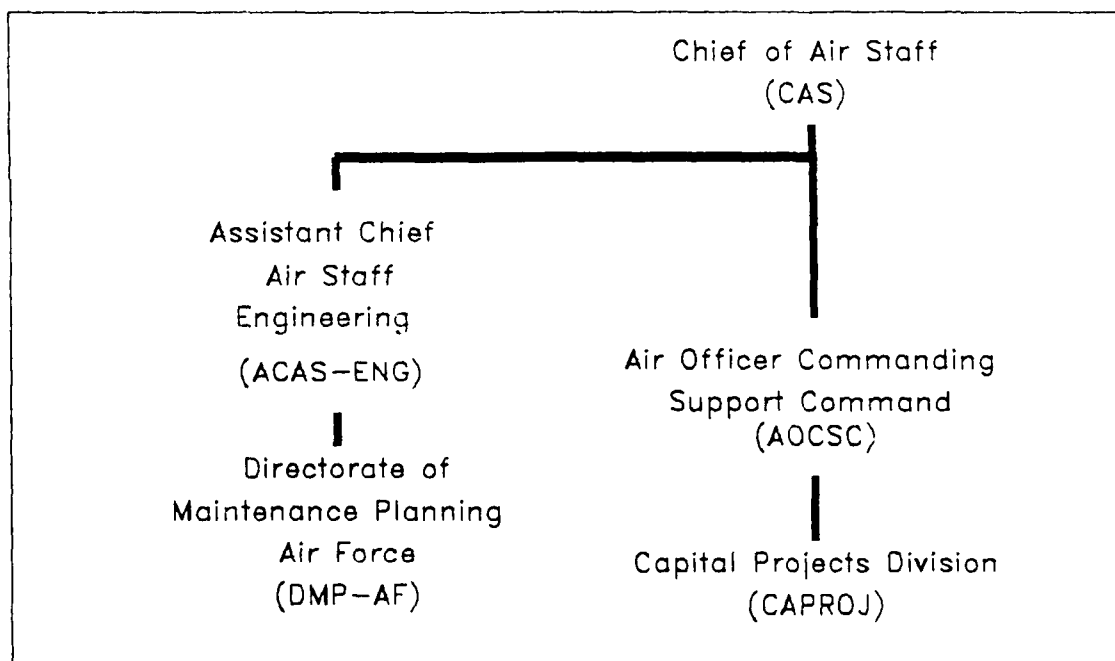 Chief of Air Staff
(CAS)
Assistant Chief
Air Staff
Engineering
(ACAS-ENG)
Directorate of
Maintenance Planning
Air Force
(DMP-AF)
Air Officer Commanding
Support Command
(AOCSC)
Capital Projects Division
(CAPROJ)